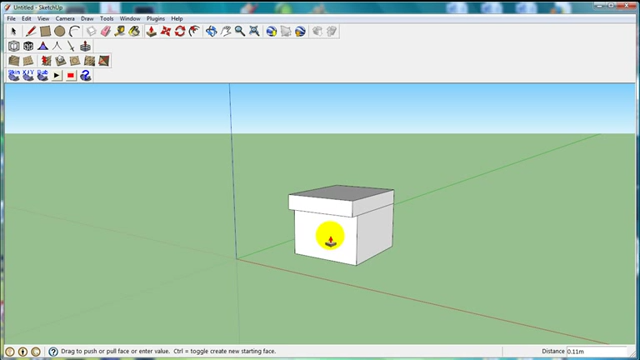 Untitled - SketchUp
File Edit View Camera Draw Tools Window Plugins Help
Drag to push or pull face or enter value. Ctrl = toggle create new starting face.
Distance 0.11m